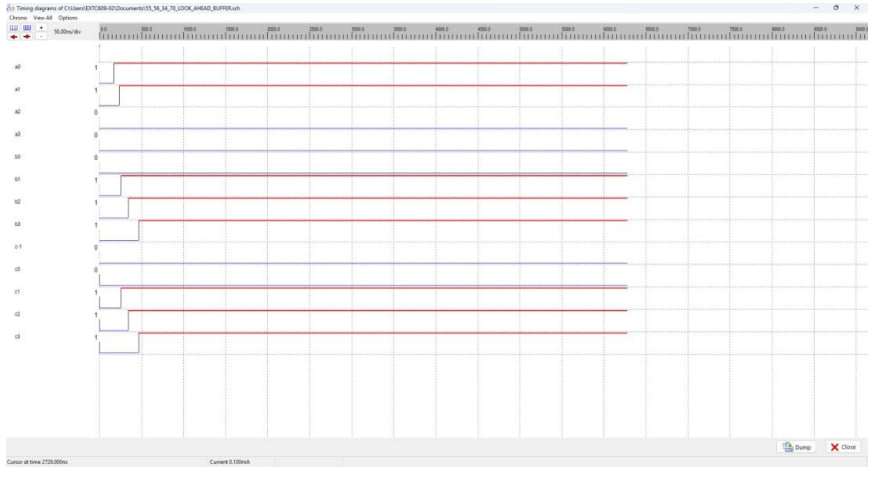 Timing diagrams of C:\Users\EXTC609-02\Documents\55_56_34_70_LOOK_AHEAD_BUFFER.sch
Chrono View All Options
50.00ns/div 0.0 500.0 1000.0 1500.0 2000.0 2500.0 3000.0 3500.0 4000.0 4500.0 5000.0 5500.0 6000.0 6500.0 7000.0 7500.0 8000.0 8500.0 9000.0
a0 1
a1 1
a2 0
a3 0
b0 0
b1 1
b2 1
b3 1
c-1 0
c0 0
c1 1
c2 1
c3 1
Dump Close
Cursor at time 2729.000ns Current 0.100mA